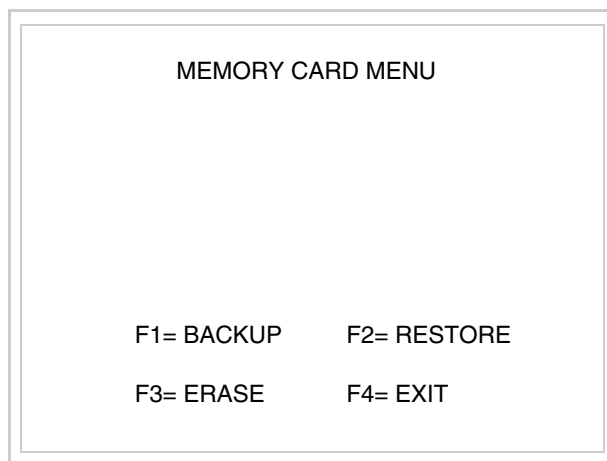 MEMORY CARD MENU
F1= BACKUP F2= RESTORE
F3= ERASE F4= EXIT